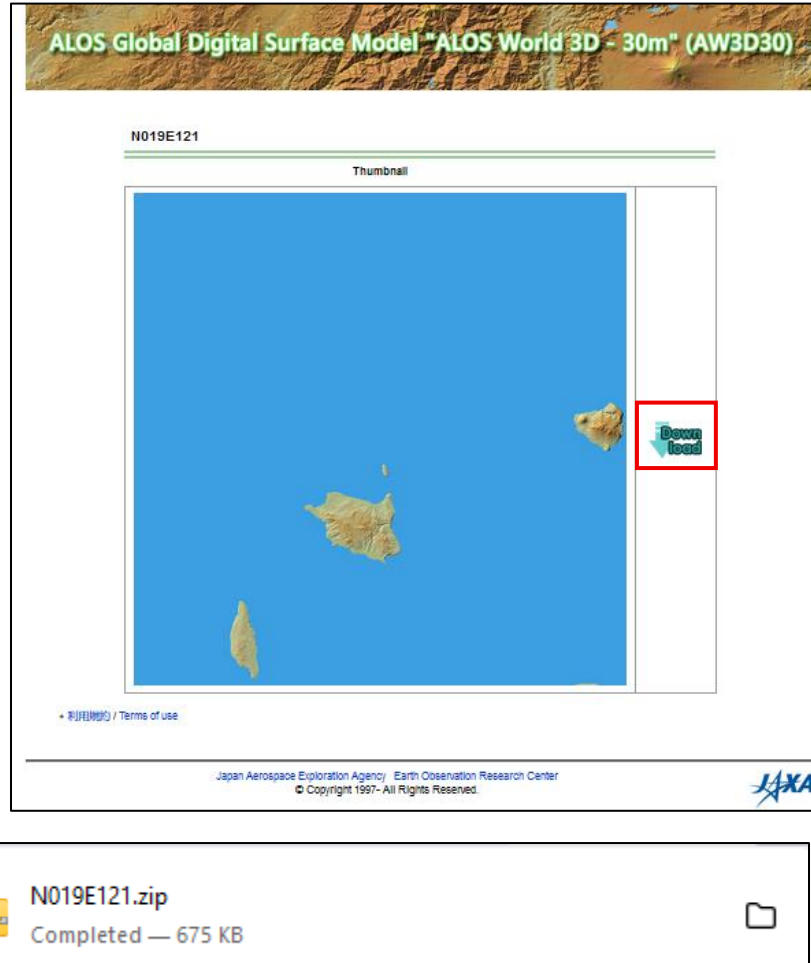 ALOS Global Digital Surface Model "ALOS World 3D - 30m" (AW3D30)
N019E121
Thumbnail
Down
load
利用規約 / Terms of use
Japan Aerospace Exploration Agency Earth Observation Research Center
© Copyright 1997- All Rights Reserved.
JAXA
N019E121.zip
Completed — 675 KB